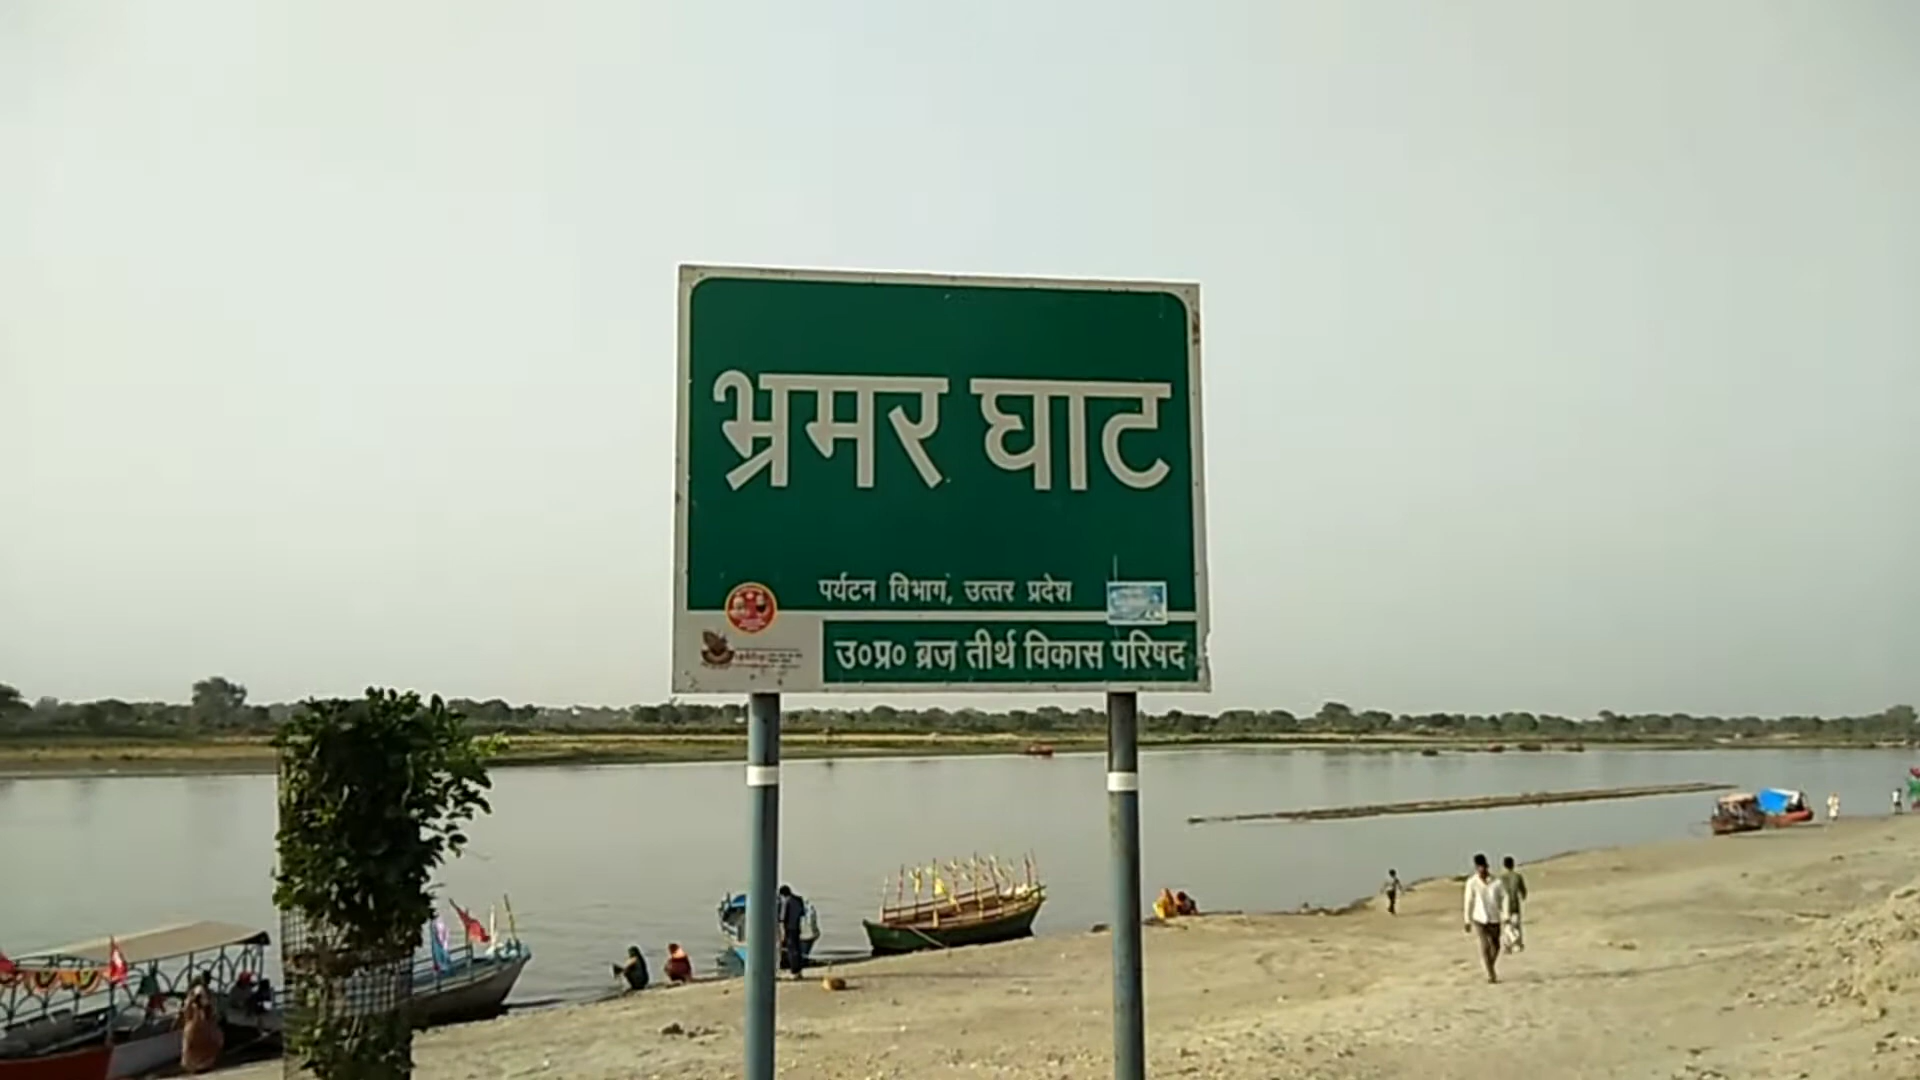 भ्रमर घाट
पर्यटन विभाग, उत्तर प्रदेश
उ०प्र० ब्रज तीर्थ विकास परिषद